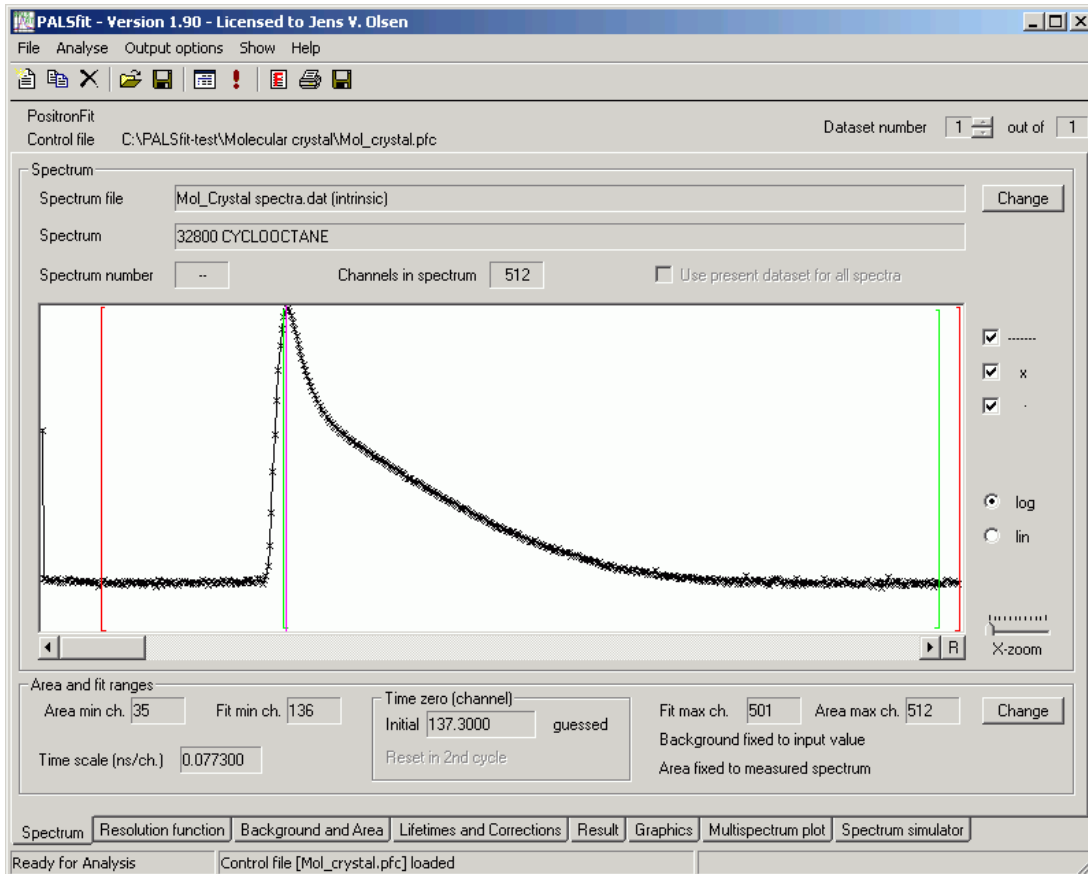 PALSfit - Version 1.90 - Licensed to Jens V. Olsen
File Analyse Output options Show Help
PositronFit
Control file C:\PALSfit-test\Molecular crystal\Mol_crystal.pfc
Dataset number 1 out of 1
Spectrum
Spectrum file Mol_Crystal spectra.dat (intrinsic) Change
Spectrum 32800 CYCLOOCTANE
Spectrum number -- Channels in spectrum 512 Use present dataset for all spectra
-------
x
.
log
lin
R
X-zoom
Area and fit ranges
Area min ch. 35 Fit min ch. 136
Time scale (ns/ch.) 0.077300
Time zero (channel)
Initial 137.3000 guessed
Reset in 2nd cycle
Fit max ch. 501 Area max ch. 512 Change
Background fixed to input value
Area fixed to measured spectrum
Spectrum Resolution function Background and Area Lifetimes and Corrections Result Graphics Multispectrum plot Spectrum simulator
Ready for Analysis Control file [Mol_crystal.pfc] loaded